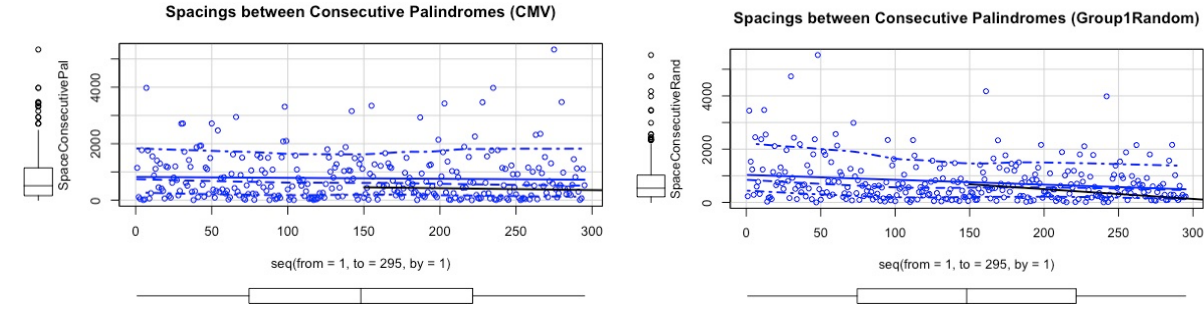 Spacings between Consecutive Palindromes (CMV)
SpaceConsecutivePal
0 2000 4000
0 50 100 150 200 250 300
seq(from = 1, to = 295, by = 1)
Spacings between Consecutive Palindromes (Group1Random)
SpaceConsecutiveRand
0 2000 4000
0 50 100 150 200 250 300
seq(from = 1, to = 295, by = 1)